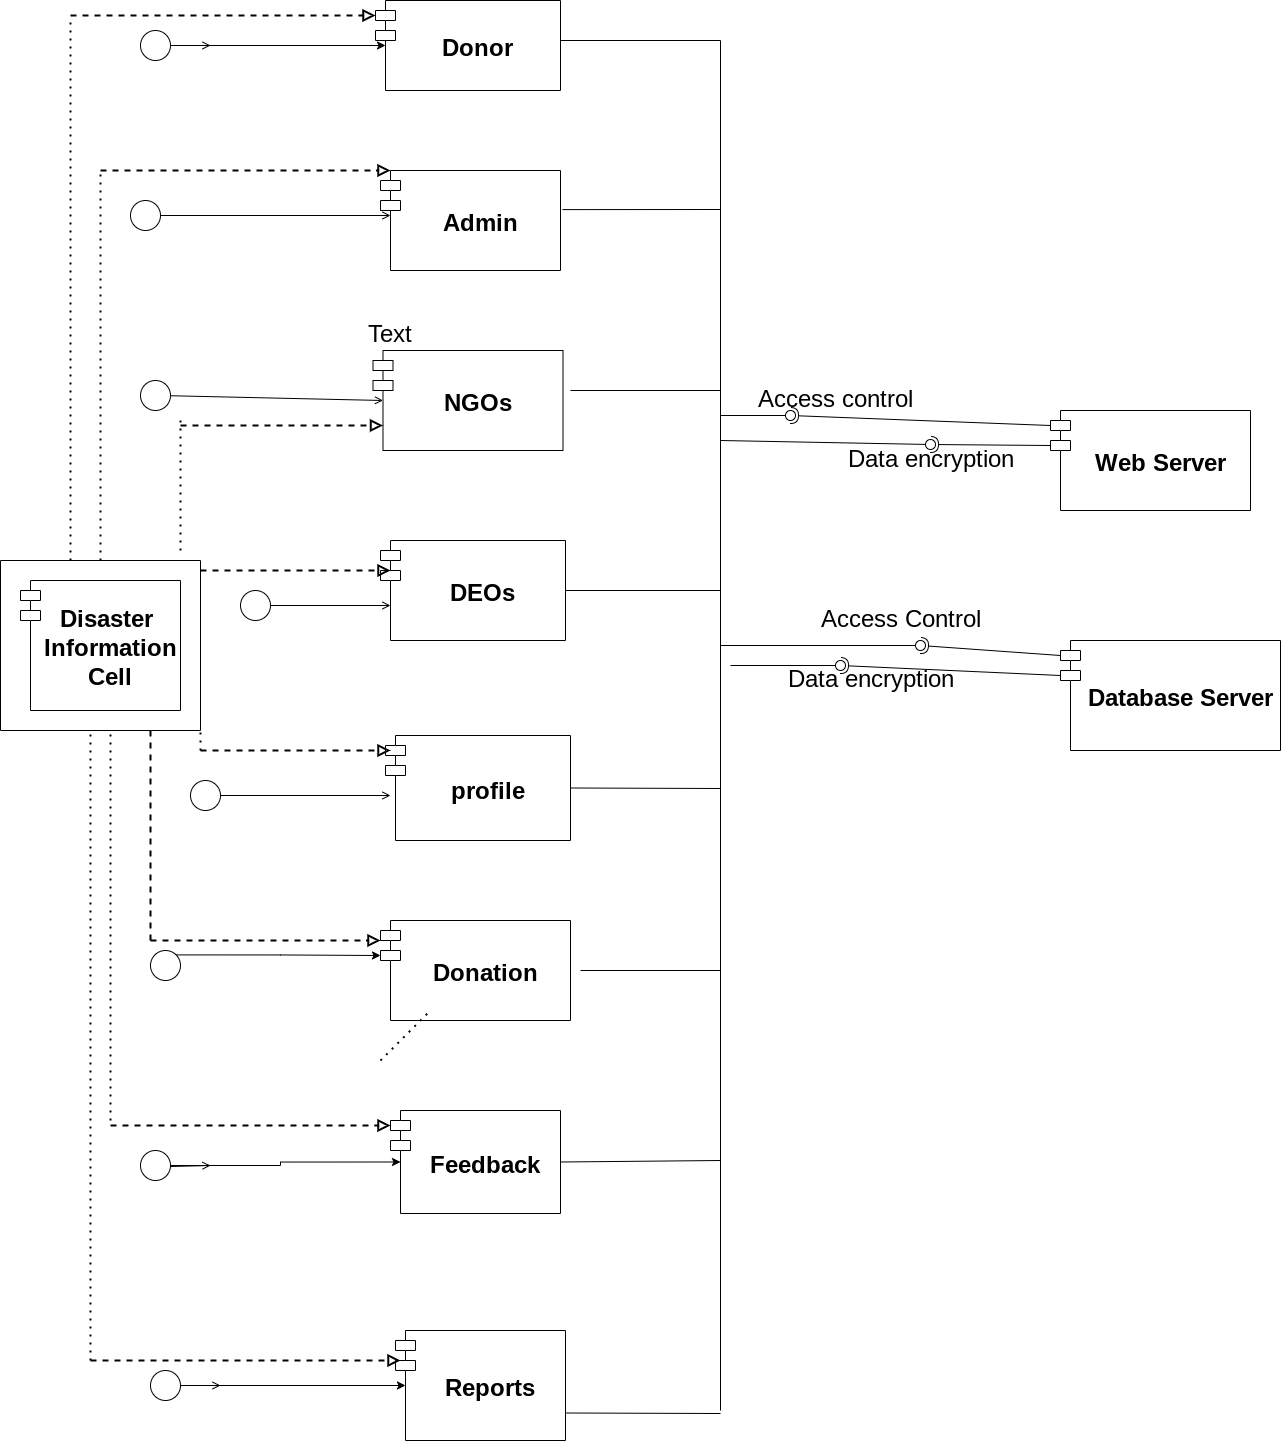 Donor
Admin
Text
NGOs
Access control
Data encryption
Web Server
DEOs
Disaster
Information
Cell
Access Control
Data encryption
Database Server
profile
Donation
Feedback
Reports